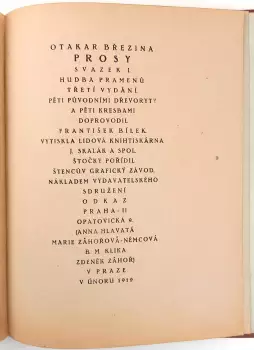 OTAKAR BŘEZINA
PROSY
SVAZEK I
HUDBA PRAMENŮ
TŘETÍ VYDÁNÍ.
PĚTI PŮVODNÍMI DŘEVORYTY
A PĚTI KRESBAMI
DOPROVODIL
FRANTIŠEK BÍLEK
VYTISKLA LIDOVÁ KNIHTISKÁRNA
J. SKALÁK A SPOL.
ŠTOČKY POŘÍDIL
ŠTENCŮV GRAFICKÝ ZÁVOD.
NÁKLADEM VYDAVATELSKÉHO
SDRUŽENÍ
ODKAZ
PRAHA-II
OPATOVICKÁ 9.
(ANNA HLAVATÁ
MARIE ZÁHOROVÁ-NĚMCOVÁ
B. M. KLIKA
ZDENĚK ZÁHOŘ)
V PRAZE
V ÚNORU 1919